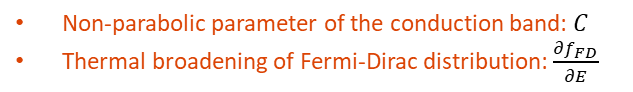 • Non-parabolic parameter of the conduction band: C
• Thermal broadening of Fermi-Dirac distribution: ∂f_FD/∂E